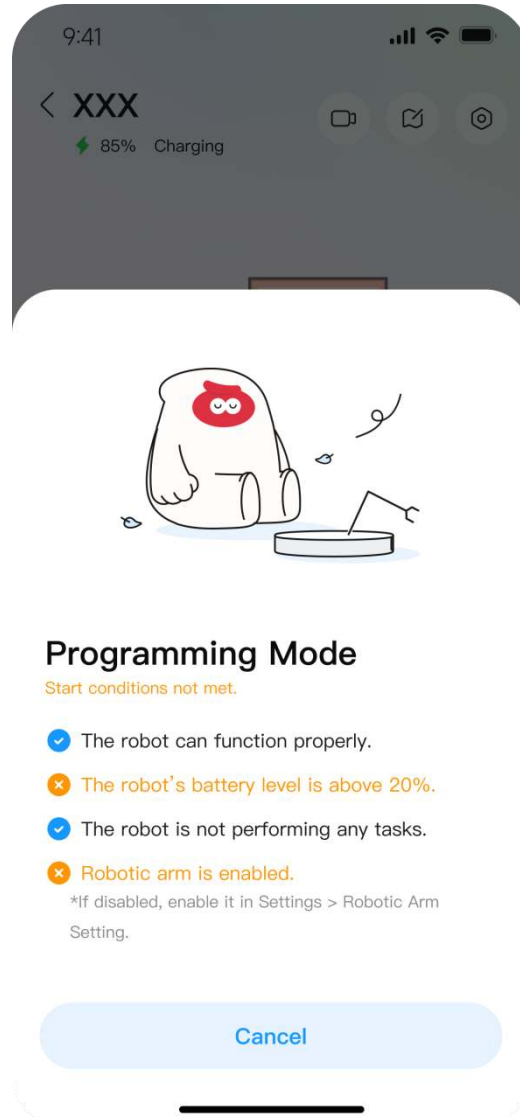 9:41
XXX
85% Charging
Programming Mode
Start conditions not met.
The robot can function properly.
The robot's battery level is above 20%.
The robot is not performing any tasks.
Robotic arm is enabled.
*If disabled, enable it in Settings > Robotic Arm
Setting.
Cancel